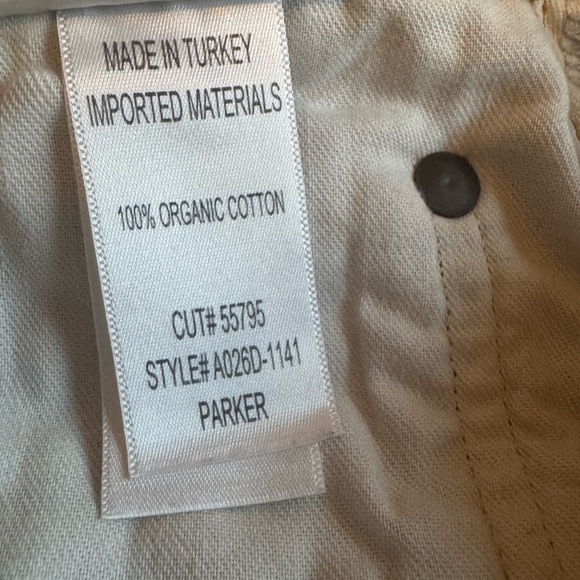 MADE IN TURKEY
IMPORTED MATERIALS
100% ORGANIC COTTON
CUT# 55795
STYLE# A026D-1141
PARKER